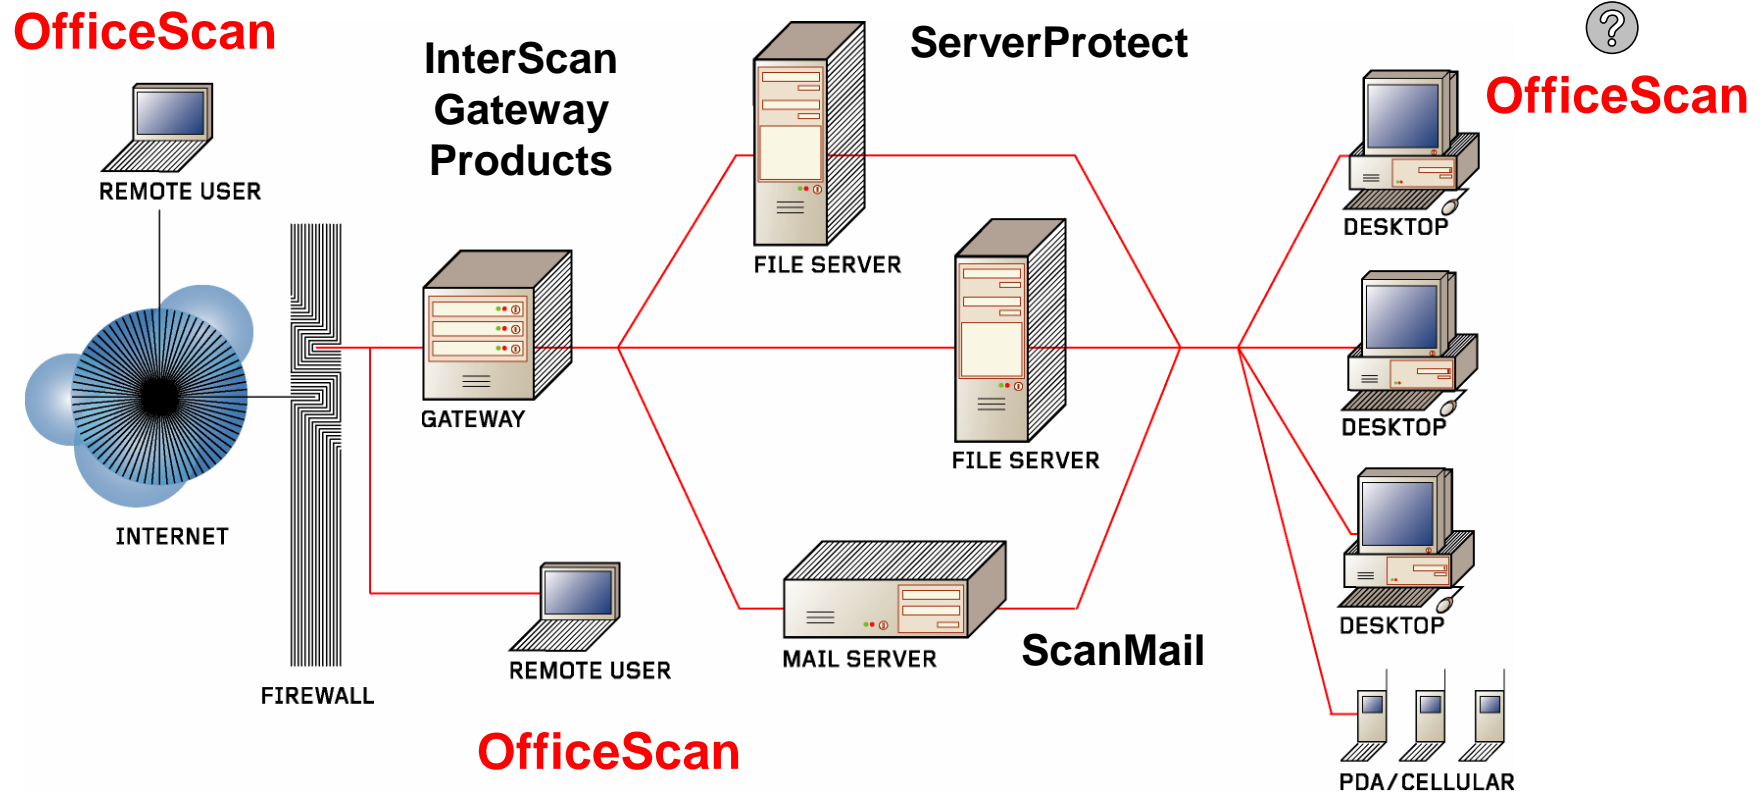 OfficeScan
REMOTE USER
INTERNET
FIREWALL
InterScan
Gateway
Products
GATEWAY
REMOTE USER
OfficeScan
ServerProtect
FILE SERVER
FILE SERVER
MAIL SERVER
ScanMail
?
OfficeScan
DESKTOP
DESKTOP
DESKTOP
PDA/CELLULAR